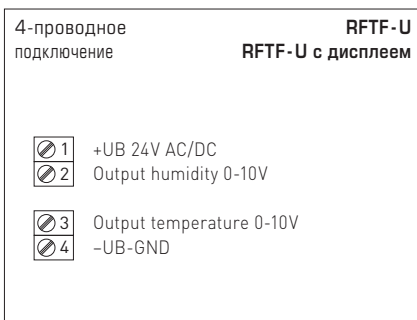 4-проводное RFTF-U
подключение RFTF-U с дисплеем
1 +UB 24V AC/DC
2 Output humidity 0-10V
3 Output temperature 0-10V
4 –UB-GND